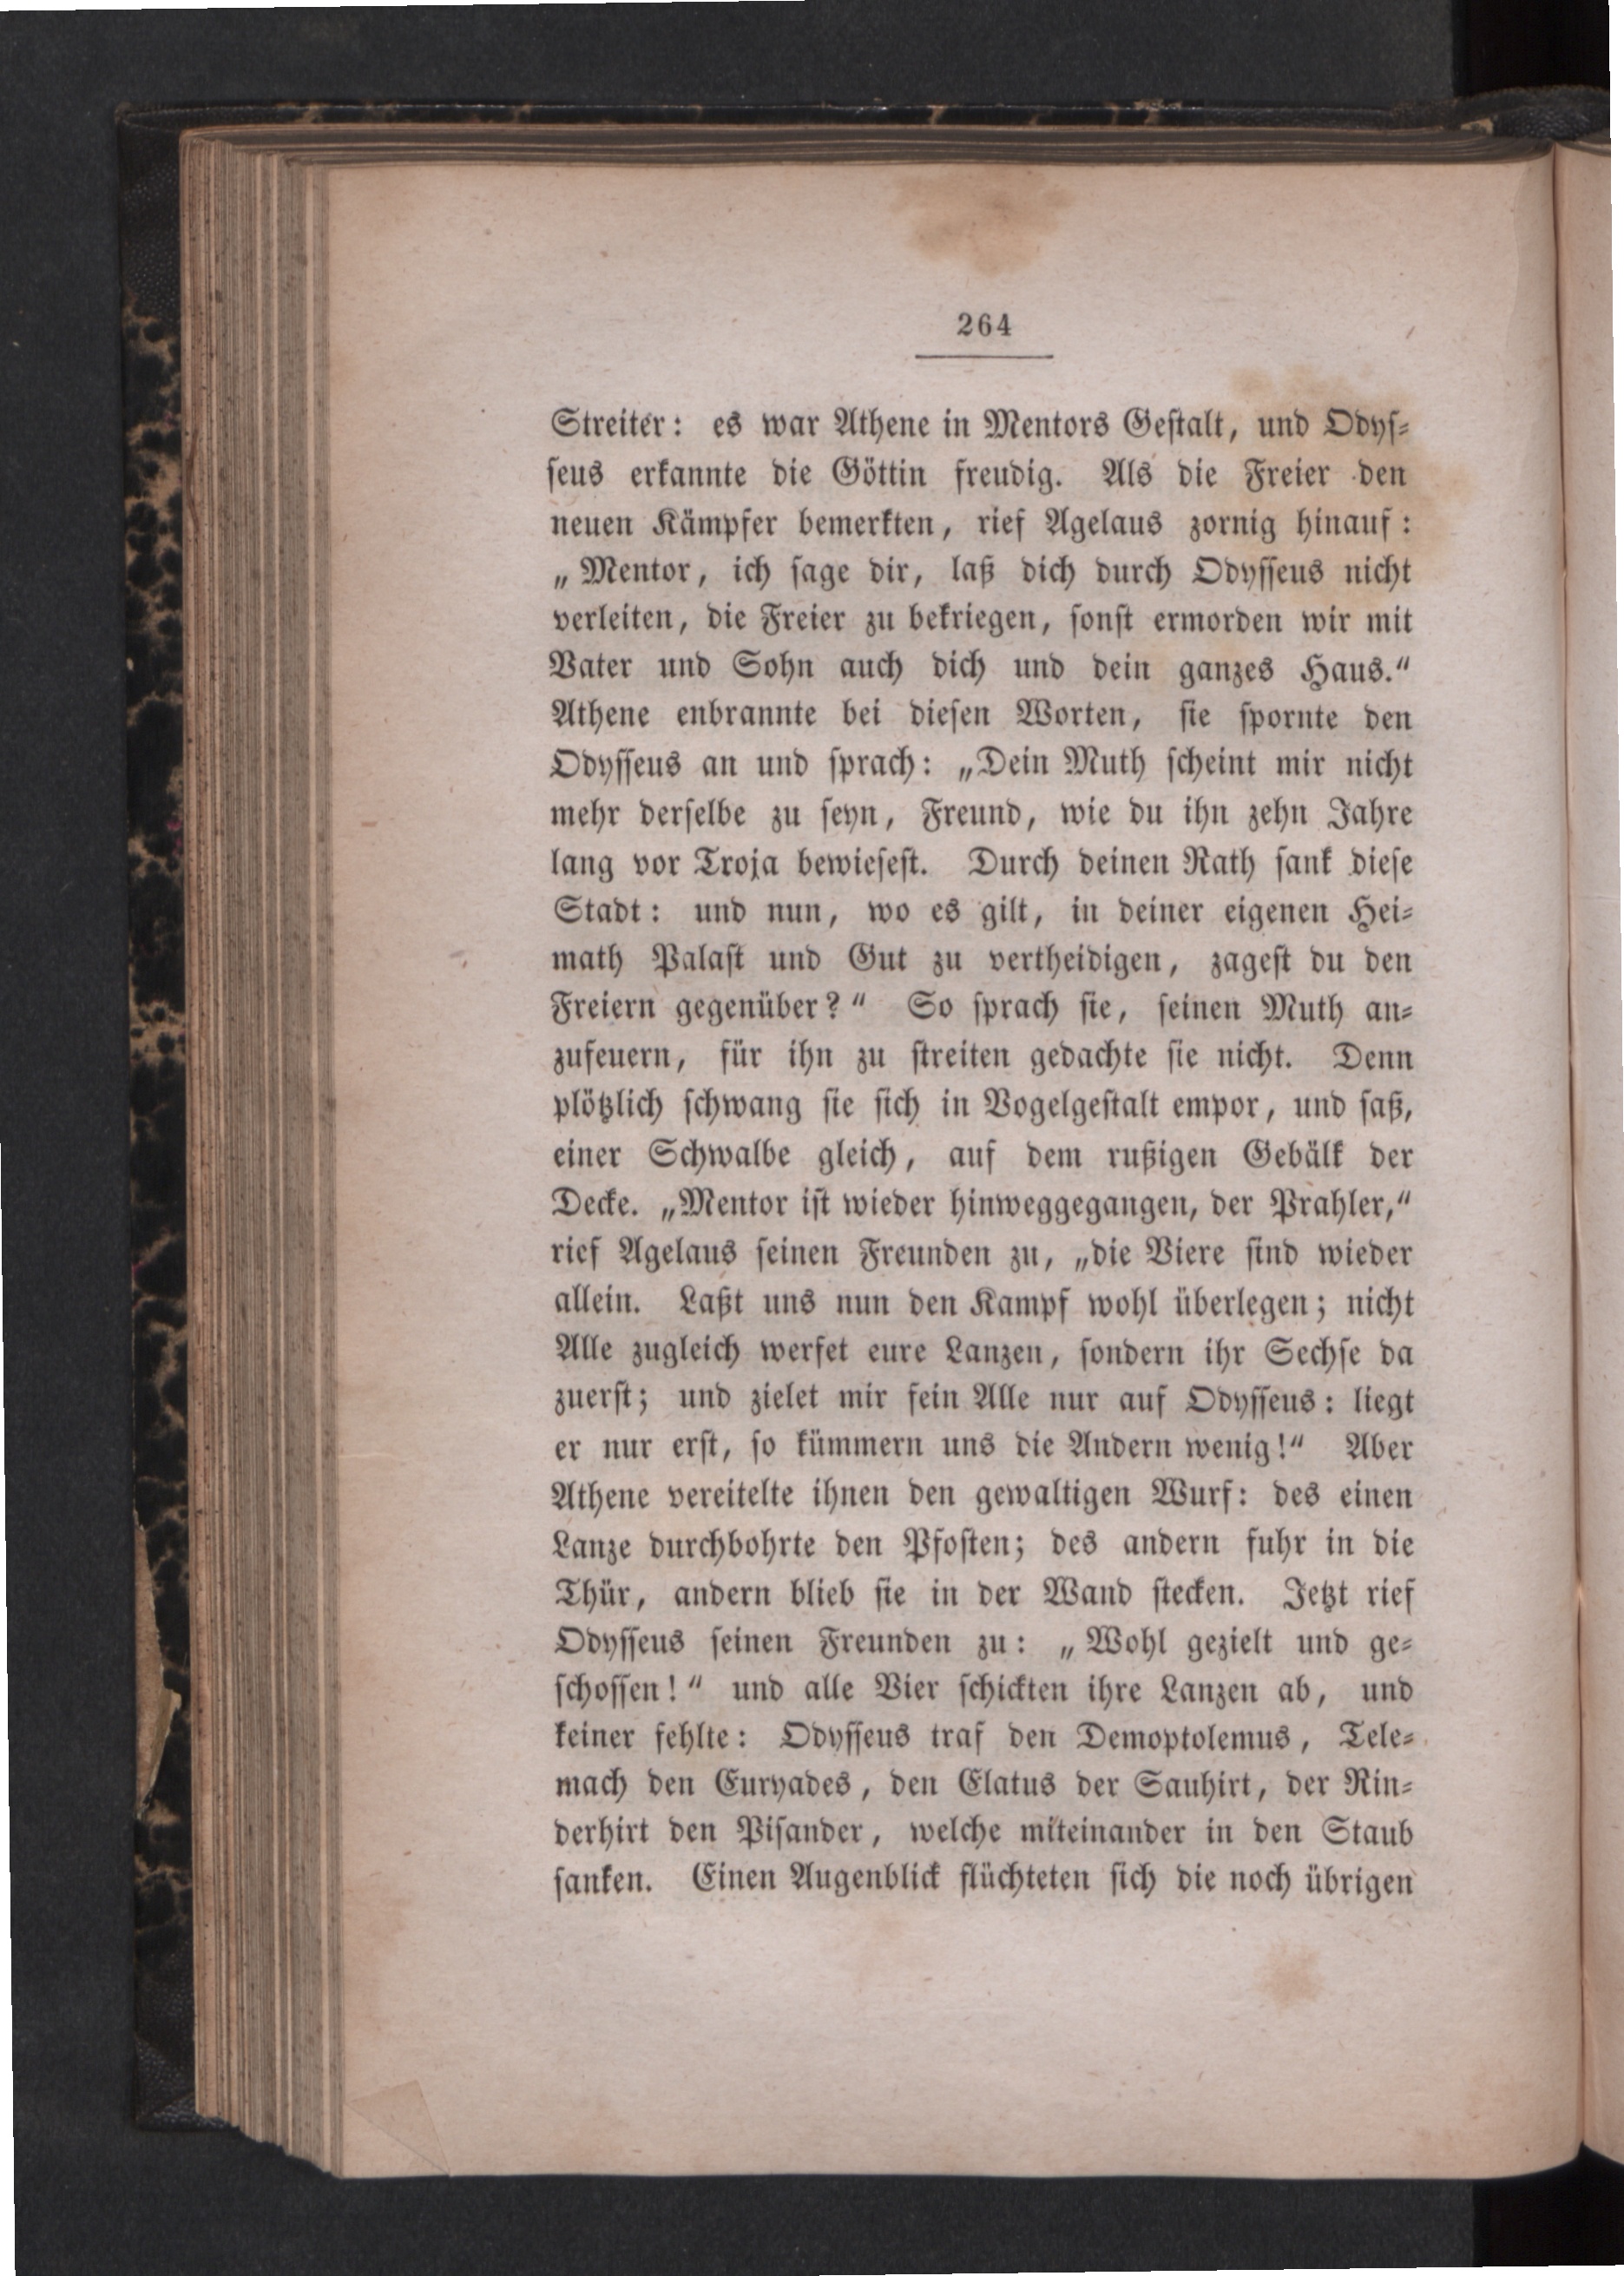 264
Streiter: es war Athene in Mentors Gestalt, und Odys-
seus erkannte die Göttin freudig. Als die Freier den
neuen Kämpfer bemerkten, rief Agelaus zornig hinauf:
„Mentor, ich sage dir, laß dich durch Odysseus nicht
verleiten, die Freier zu bekriegen, sonst ermorden wir mit
Vater und Sohn auch dich und dein ganzes Haus.“
Athene enbrannte bei diesen Worten, sie spornte den
Odysseus an und sprach: „Dein Muth scheint mir nicht
mehr derselbe zu seyn, Freund, wie du ihn zehn Jahre
lang vor Troja bewiesest. Durch deinen Rath sank diese
Stadt: und nun, wo es gilt, in deiner eigenen Hei-
math Palast und Gut zu vertheidigen, zagest du den
Freiern gegenüber?“ So sprach sie, seinen Muth an-
zufeuern, für ihn zu streiten gedachte sie nicht. Denn
plötzlich schwang sie sich in Vogelgestalt empor, und saß,
einer Schwalbe gleich, auf dem rußigen Gebälk der
Decke. „Mentor ist wieder hinweggegangen, der Prahler,“
rief Agelaus seinen Freunden zu, „die Viere sind wieder
allein. Laßt uns nun den Kampf wohl überlegen; nicht
Alle zugleich werfet eure Lanzen, sondern ihr Sechse da
zuerst; und zielet mir fein Alle nur auf Odysseus: liegt
er nur erst, so kümmern uns die Andern wenig!“ Aber
Athene vereitelte ihnen den gewaltigen Wurf: des einen
Lanze durchbohrte den Pfosten; des andern fuhr in die
Thür, andern blieb sie in der Wand stecken. Jetzt rief
Odysseus seinen Freunden zu: „Wohl gezielt und ge-
schossen!“ und alle Vier schickten ihre Lanzen ab, und
keiner fehlte: Odysseus traf den Demoptolemus, Tele-
mach den Euryades, den Elatus der Sauhirt, der Rin-
derhirt den Pisander, welche miteinander in den Staub
sanken. Einen Augenblick flüchteten sich die noch übrigen